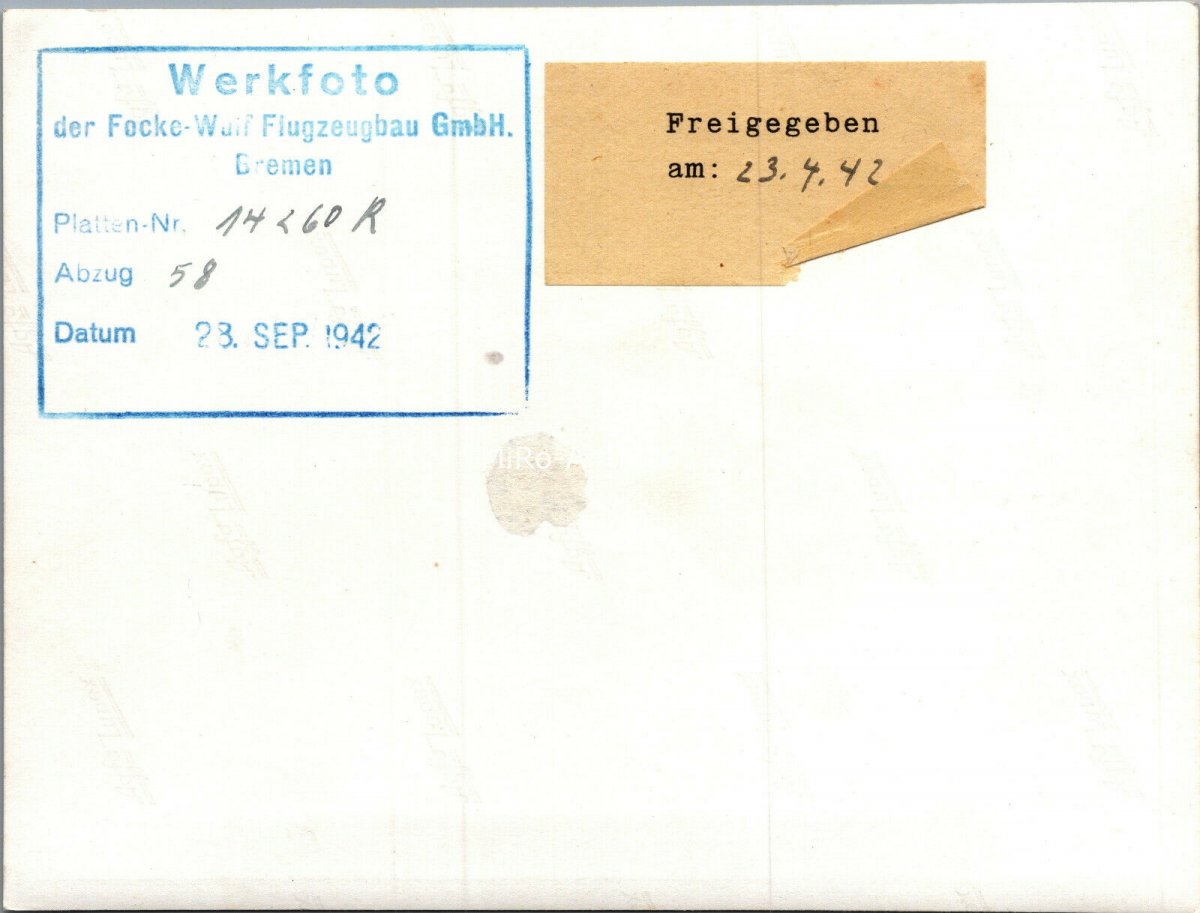 Werkfoto
der Focke-Wulf Flugzeugbau GmbH.
Bremen
Platten-Nr. 14260 R
Abzug 58
Datum 28. SEP. 1942
Freigegeben
am: 23.4.42